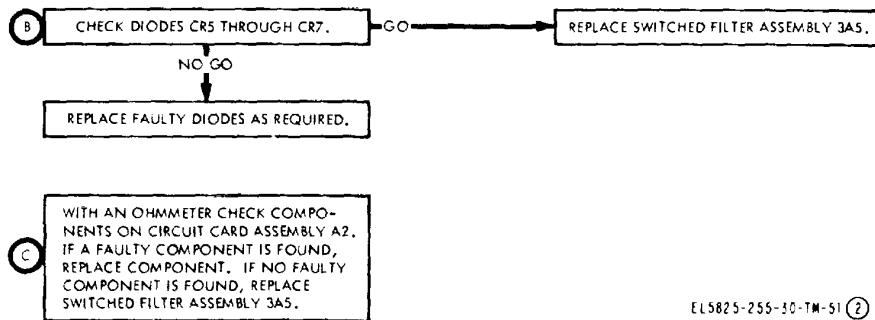 B
CHECK DIODES CR5 THROUGH CR7.
GO
REPLACE SWITCHED FILTER ASSEMBLY 3A5.
NO GO
REPLACE FAULTY DIODES AS REQUIRED.
C
WITH AN OHMMETER CHECK COMPO-
NENTS ON CIRCUIT CARD ASSEMBLY A2.
IF A FAULTY COMPONENT IS FOUND,
REPLACE COMPONENT. IF NO FAULTY
COMPONENT IS FOUND, REPLACE
SWITCHED FILTER ASSEMBLY 3A5.
EL5825-255-30-TM-51 2